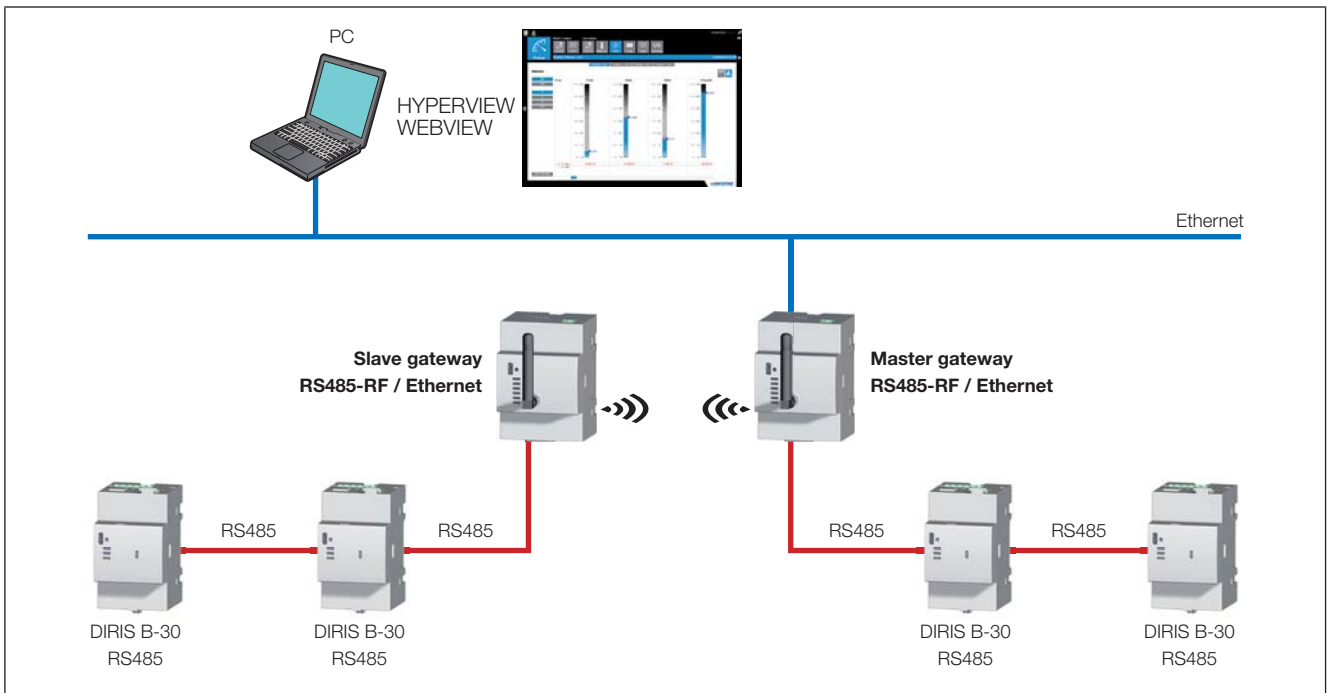 PC
HYPERVIEW
WEBVIEW
Ethernet
Slave gateway
RS485-RF / Ethernet
Master gateway
RS485-RF / Ethernet
RS485
RS485
RS485
RS485
DIRIS B-30
RS485
DIRIS B-30
RS485
DIRIS B-30
RS485
DIRIS B-30
RS485